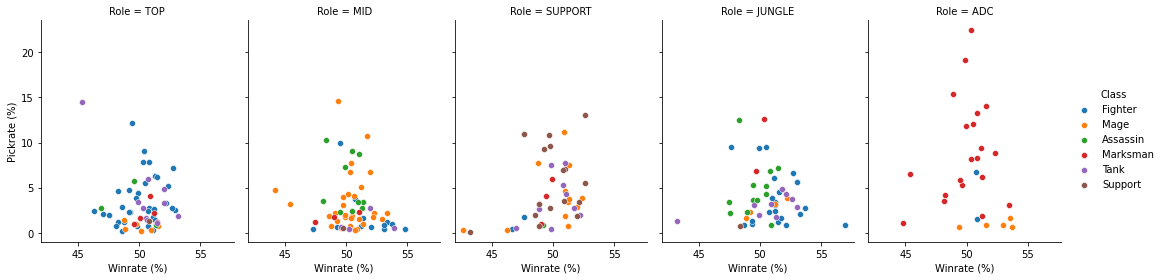 Role = TOP
Role = MID
Role = SUPPORT
Role = JUNGLE
Role = ADC
Pickrate (%)
20
15
10
5
0
45 50 55
45 50 55
45 50 55
45 50 55
45 50 55
Winrate (%)
Winrate (%)
Winrate (%)
Winrate (%)
Winrate (%)
Class
Fighter
Mage
Assassin
Marksman
Tank
Support